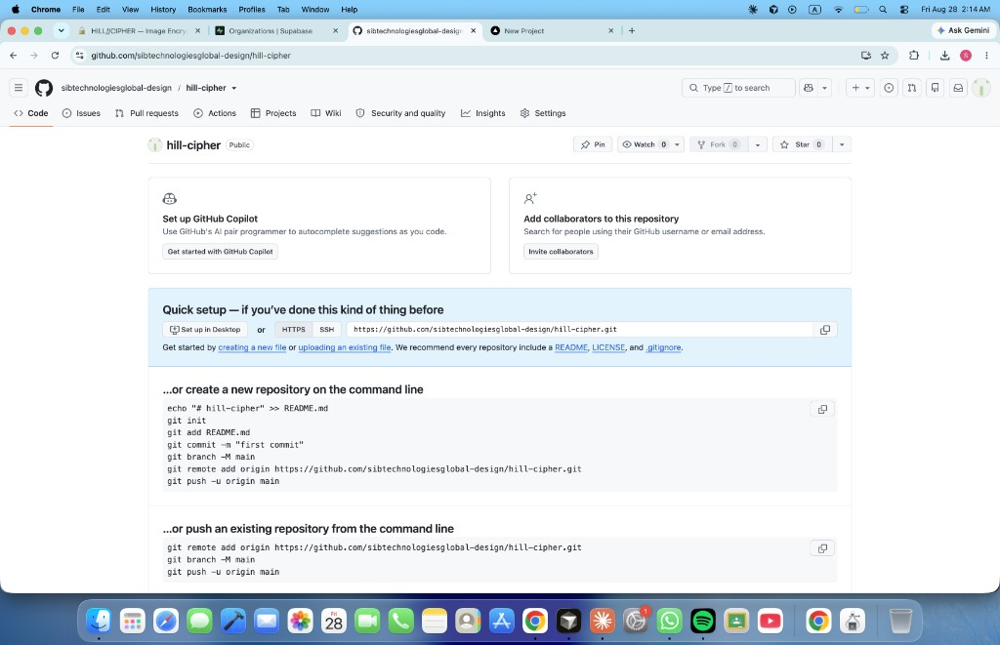 Chrome File Edit View History Bookmarks Profiles Tab Window Help Fri Aug 28 2:14 AM
HILL//CIPHER — Image Encry Organizations | Supabase sibtechnologiesglobal-design New Project Ask Gemini
github.com/sibtechnologiesglobal-design/hill-cipher
sibtechnologiesglobal-design / hill-cipher Type / to search
Code Issues Pull requests Actions Projects Wiki Security and quality Insights Settings
hill-cipher Public Pin Watch 0 Fork 0 Star 0
Set up GitHub Copilot
Use GitHub's AI pair programmer to autocomplete suggestions as you code.
Get started with GitHub Copilot
Add collaborators to this repository
Search for people using their GitHub username or email address.
Invite collaborators
Quick setup — if you've done this kind of thing before
Set up in Desktop or HTTPS SSH https://github.com/sibtechnologiesglobal-design/hill-cipher.git
Get started by creating a new file or uploading an existing file. We recommend every repository include a README, LICENSE, and .gitignore.
...or create a new repository on the command line
echo "# hill-cipher" >> README.md
git init
git add README.md
git commit -m "first commit"
git branch -M main
git remote add origin https://github.com/sibtechnologiesglobal-design/hill-cipher.git
git push -u origin main
...or push an existing repository from the command line
git remote add origin https://github.com/sibtechnologiesglobal-design/hill-cipher.git
git branch -M main
git push -u origin main
Fri
28
1